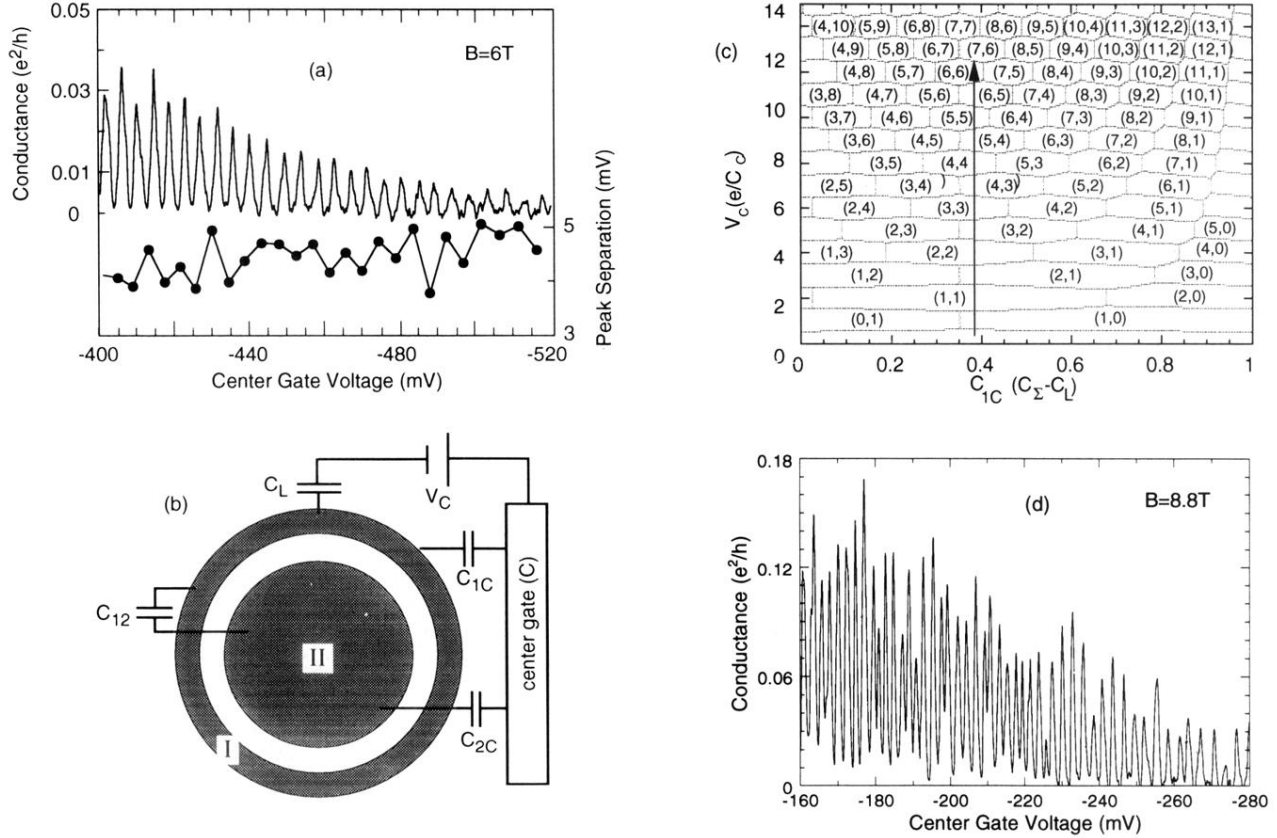 0.05
0.03
0.01
0
Conductance (e²/h)
(a)
B=6T
5
3
Peak Separation (mV)
-400
-440
-480
-520
Center Gate Voltage (mV)
(b)
C_L
V_C
C_1C
C_12
C_2C
II
I
center gate (C)
(c)
14
12
10
8
6
4
2
0
V_C(e/C_C)
(4,10) (5,9) (6,8) (7,7) (8,6) (9,5) (10,4) (11,3) (12,2) (13,1)
(4,9) (5,8) (6,7) (7,6) (8,5) (9,4) (10,3) (11,2) (12,1)
(4,8) (5,7) (6,6) (7,5) (8,4) (9,3) (10,2) (11,1)
(3,8) (4,7) (5,6) (6,5) (7,4) (8,3) (9,2) (10,1)
(3,7) (4,6) (5,5) (6,4) (7,3) (8,2) (9,1)
(3,6) (4,5) (5,4) (6,3) (7,2) (8,1)
(3,5) (4,4 (5,3 (6,2) (7,1)
(2,5) (3,4) ) (4,3) ) (5,2) (6,1)
(2,4) (3,3) (4,2) (5,1)
(2,3) (3,2) (4,1) (5,0)
(1,3) (2,2) (3,1) (4,0)
(1,2) (2,1) (3,0)
(1,1) (2,0)
(0,1) (1,0)
0 0.2 0.4 0.6 0.8 1
C_1C (C_Σ-C_L)
0.18
0.12
0.06
0
Conductance (e²/h)
(d)
B=8.8T
-160 -180 -200 -220 -240 -260 -280
Center Gate Voltage (mV)